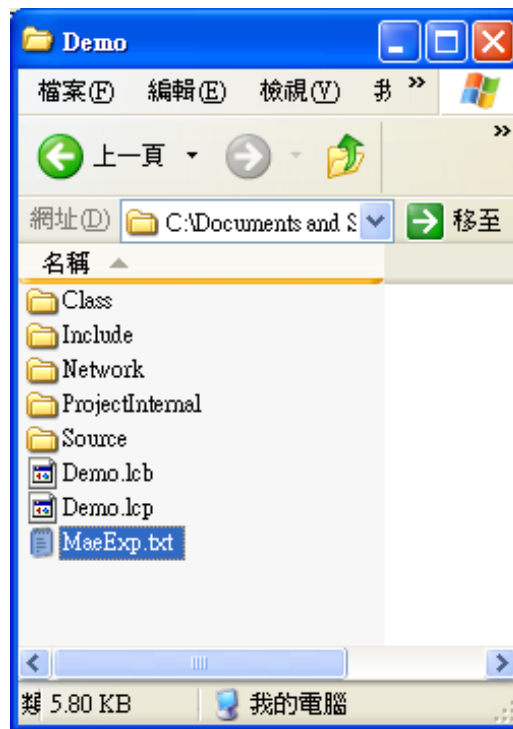 Demo
檔案(F) 編輯(E) 檢視(V) 我 »
上一頁 »
網址(D) C:\Documents and S 移至
名稱
Class
Include
Network
ProjectInternal
Source
Demo.lcb
Demo.lcp
MaeExp.txt
5.80 KB 我的電腦